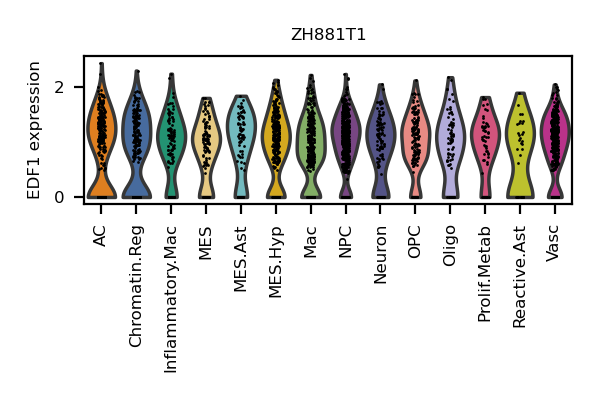 ZH881T1
EDF1 expression
2
0
AC
Chromatin.Reg
Inflammatory.Mac
MES
MES.Ast
MES.Hyp
Mac
NPC
Neuron
OPC
Oligo
Prolif.Metab
Reactive.Ast
Vasc